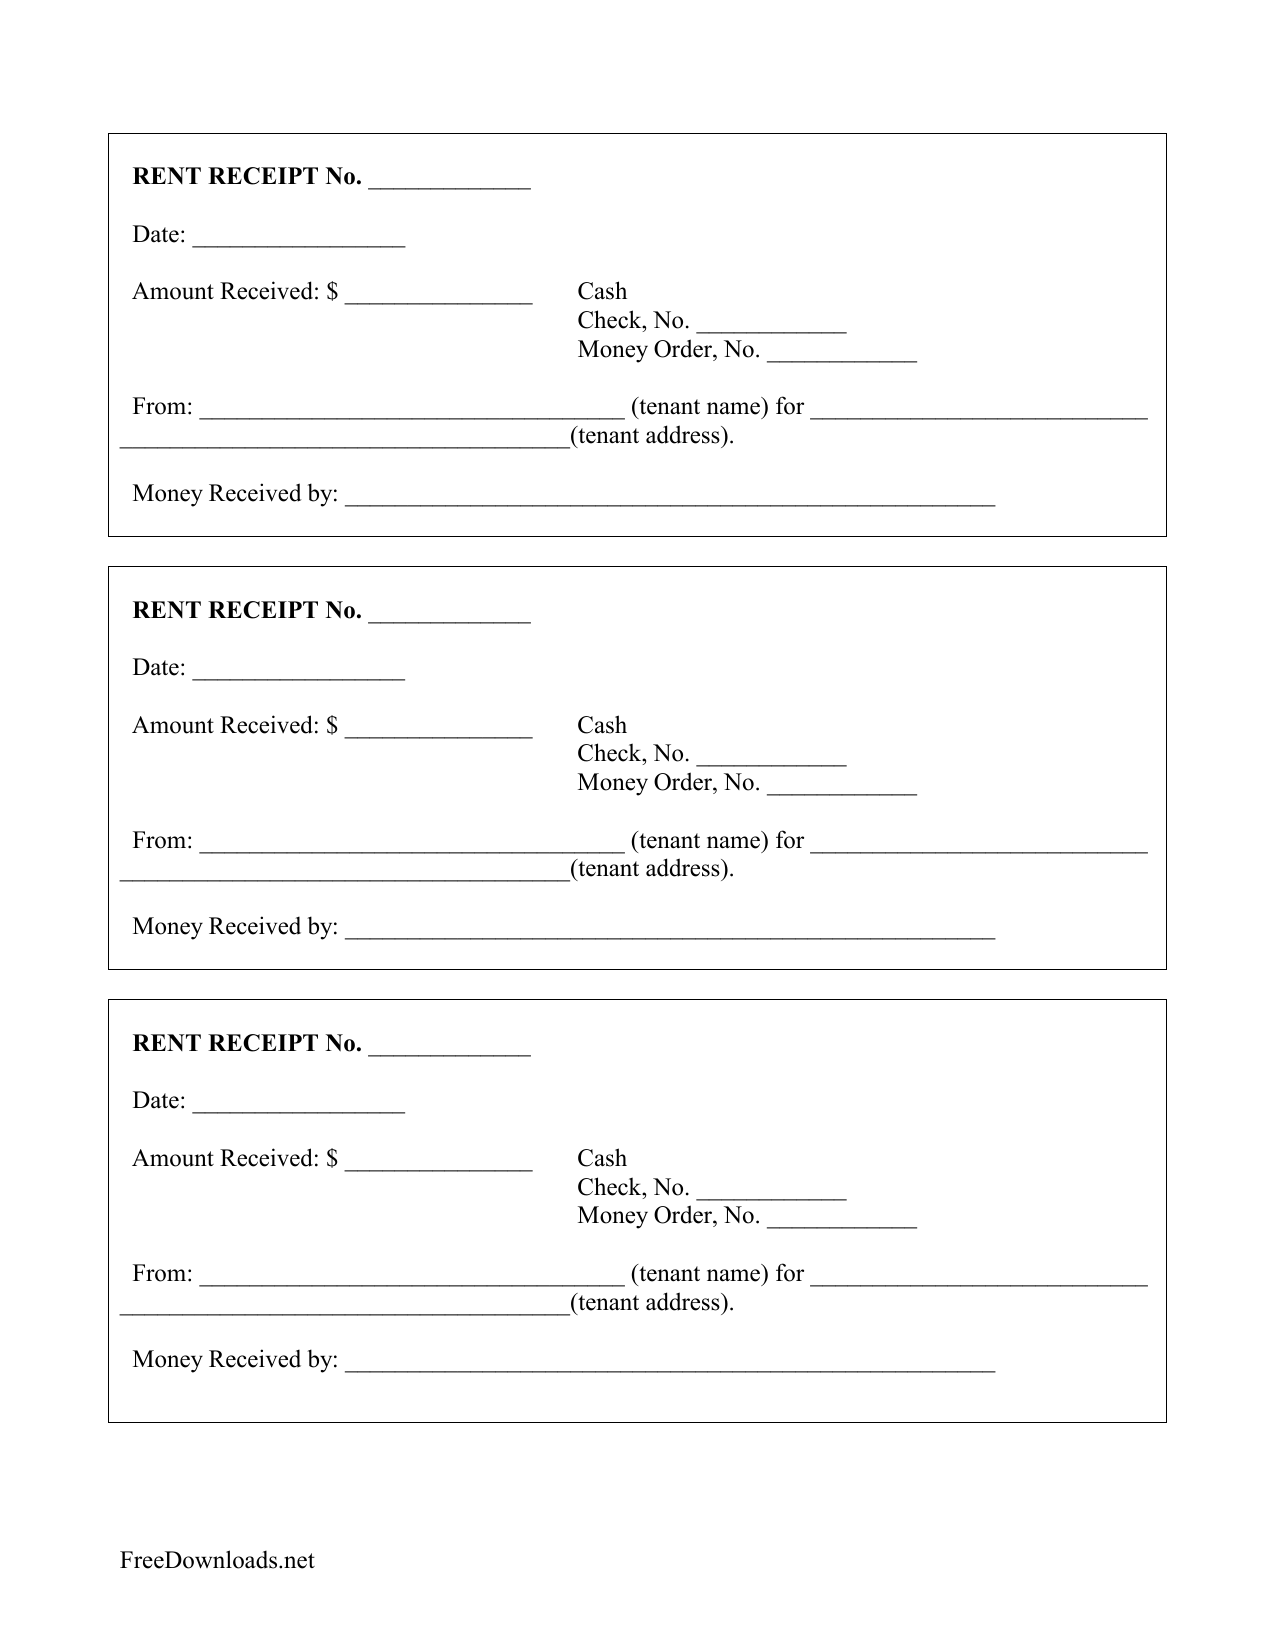 RENT RECEIPT No. _____________
Date: _________________
Amount Received: $ _______________ Cash
Check, No. ____________
Money Order, No. ____________
From: __________________________________ (tenant name) for ___________________________
____________________________________(tenant address).
Money Received by: ____________________________________________________
RENT RECEIPT No. _____________
Date: _________________
Amount Received: $ _______________ Cash
Check, No. ____________
Money Order, No. ____________
From: __________________________________ (tenant name) for ___________________________
____________________________________(tenant address).
Money Received by: ____________________________________________________
RENT RECEIPT No. _____________
Date: _________________
Amount Received: $ _______________ Cash
Check, No. ____________
Money Order, No. ____________
From: __________________________________ (tenant name) for ___________________________
____________________________________(tenant address).
Money Received by: ____________________________________________________
FreeDownloads.net